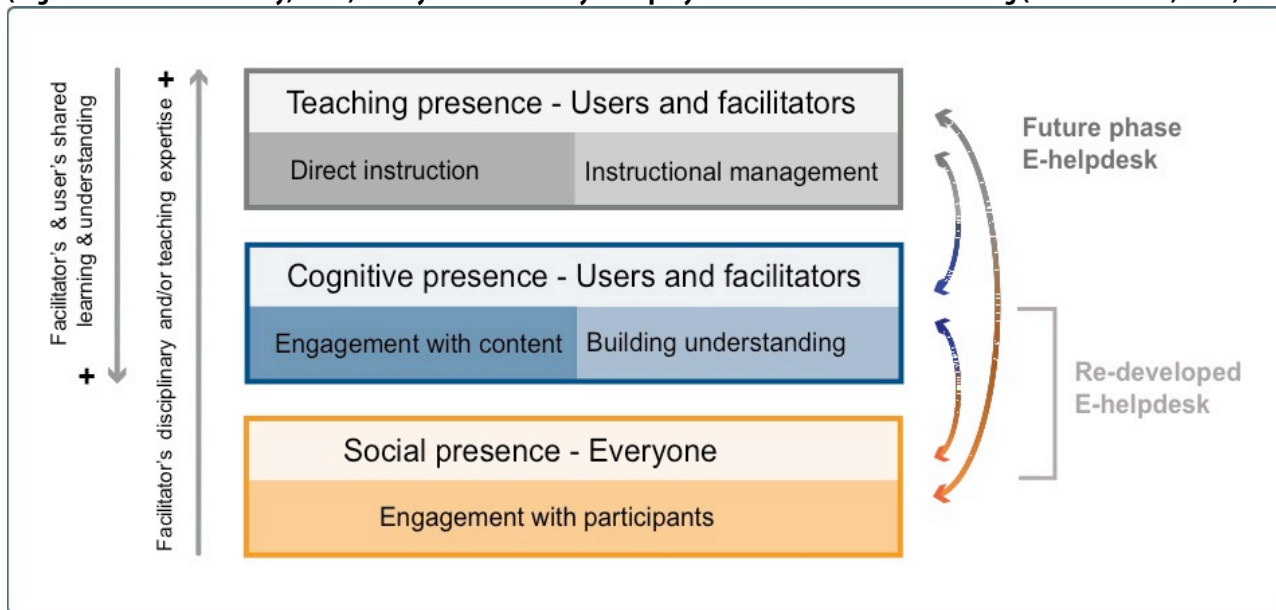 Facilitator's & user's shared
learning & understanding
+
Facilitator's disciplinary and/or teaching expertise +
Teaching presence - Users and facilitators
Direct instruction
Instructional management
Cognitive presence - Users and facilitators
Engagement with content
Building understanding
Social presence - Everyone
Engagement with participants
Future phase
E-helpdesk
Re-developed
E-helpdesk